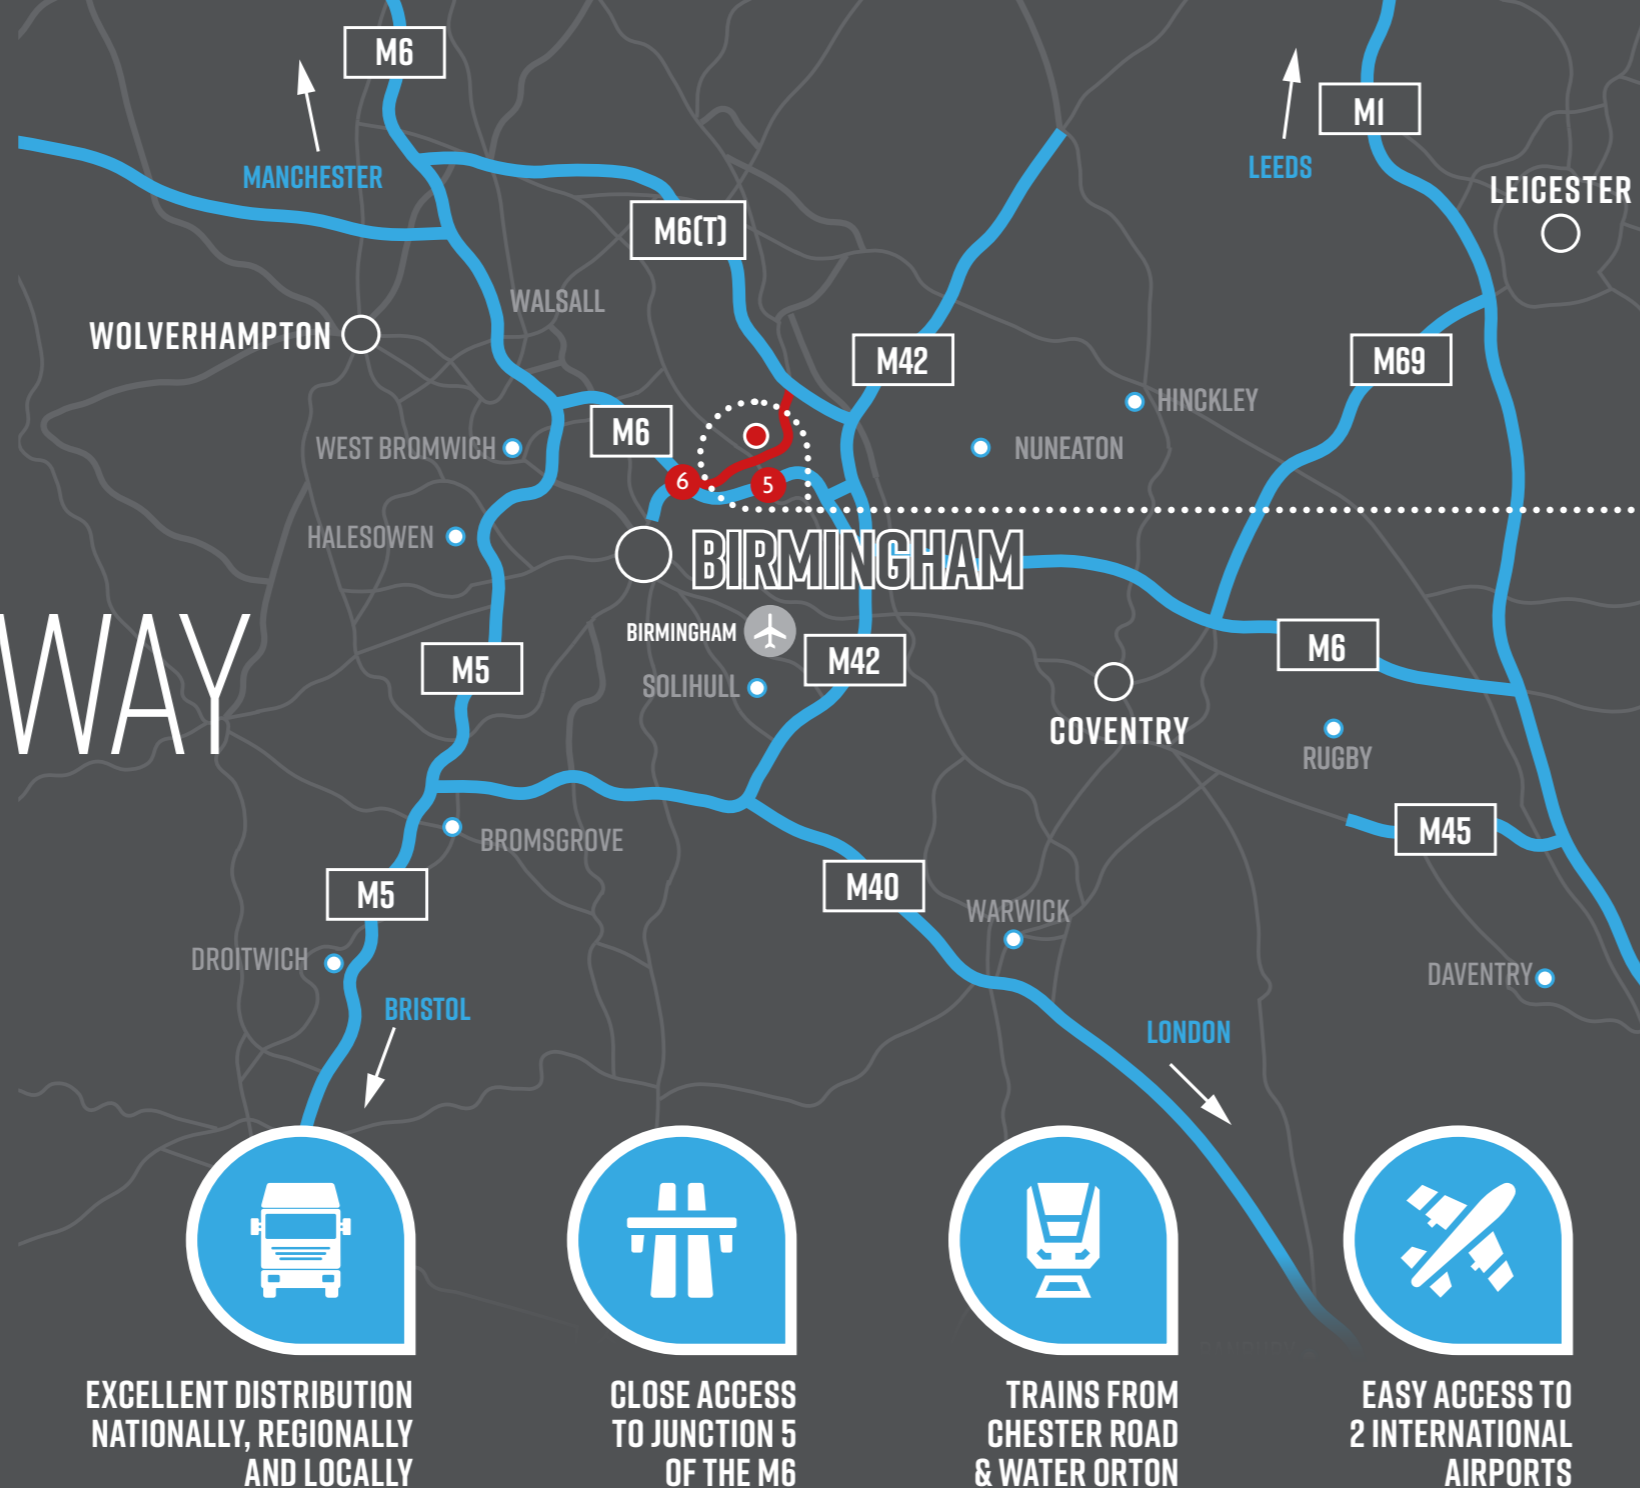 M6
M1
MANCHESTER
LEEDS
LEICESTER
M6(T)
WALSALL
WOLVERHAMPTON
M42
M69
HINCKLEY
M6
WEST BROMWICH
NUNEATON
6
5
HALESOWEN
BIRMINGHAM
BIRMINGHAM
WAY
M5
M42
M6
SOLIHULL
COVENTRY
RUGBY
M45
BROMSGROVE
M5
M40
WARWICK
DROITWICH
DAVENTRY
BRISTOL
LONDON
EXCELLENT DISTRIBUTION
NATIONALLY, REGIONALLY
AND LOCALLY
CLOSE ACCESS
TO JUNCTION 5
OF THE M6
TRAINS FROM
CHESTER ROAD
& WATER ORTON
EASY ACCESS TO
2 INTERNATIONAL
AIRPORTS